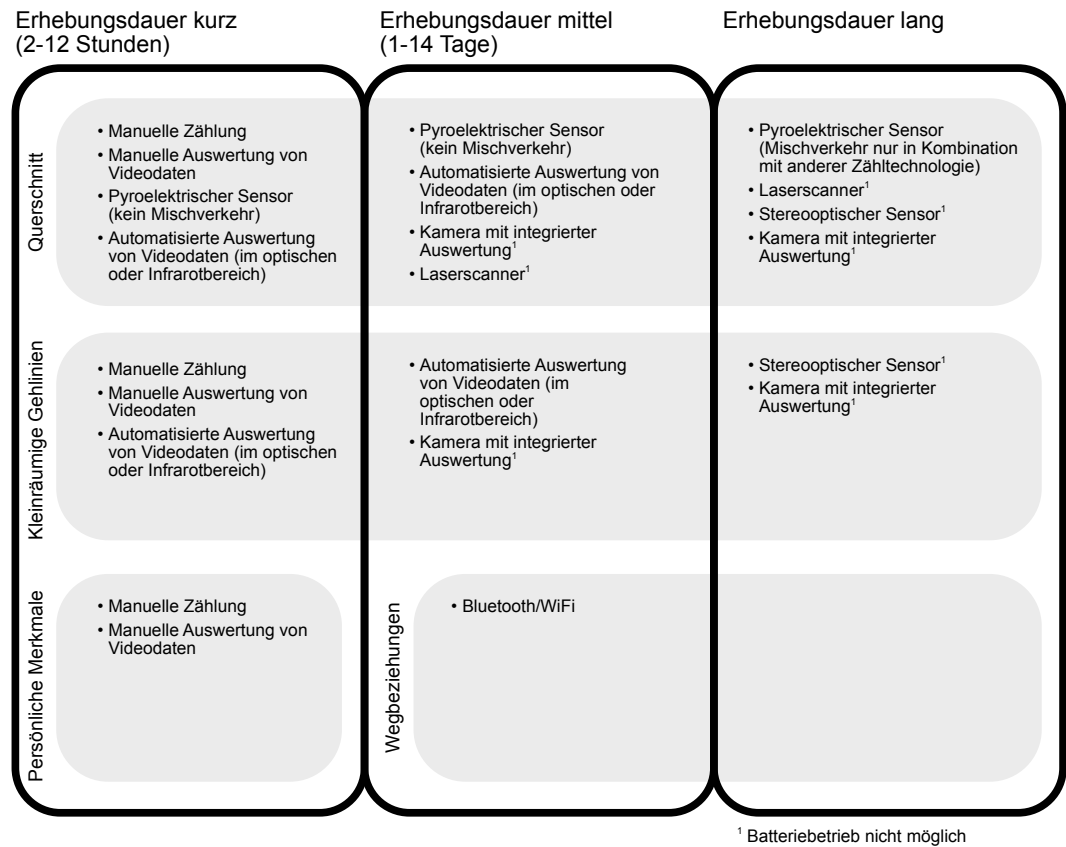 Erhebungsdauer kurz
(2-12 Stunden)
Erhebungsdauer mittel
(1-14 Tage)
Erhebungsdauer lang
Querschnitt
• Manuelle Zählung
• Manuelle Auswertung von
Videodaten
• Pyroelektrischer Sensor
(kein Mischverkehr)
• Automatisierte Auswertung
von Videodaten (im optischen
oder Infrarotbereich)
• Pyroelektrischer Sensor
(kein Mischverkehr)
• Automatisierte Auswertung von
Videodaten (im optischen oder
Infrarotbereich)
• Kamera mit integrierter
Auswertung¹
• Laserscanner¹
• Pyroelektrischer Sensor
(Mischverkehr nur in Kombination
mit anderer Zähltechnologie)
• Laserscanner¹
• Stereooptischer Sensor¹
• Kamera mit integrierter
Auswertung¹
Kleinräumige Gehlinien
• Manuelle Zählung
• Manuelle Auswertung von
Videodaten
• Automatisierte Auswertung
von Videodaten (im optischen
oder Infrarotbereich)
• Automatisierte Auswertung
von Videodaten (im
optischen oder
Infrarotbereich)
• Kamera mit integrierter
Auswertung¹
• Stereooptischer Sensor¹
• Kamera mit integrierter
Auswertung¹
Persönliche Merkmale
• Manuelle Zählung
• Manuelle Auswertung von
Videodaten
Wegbeziehungen
• Bluetooth/WiFi
¹ Batteriebetrieb nicht möglich